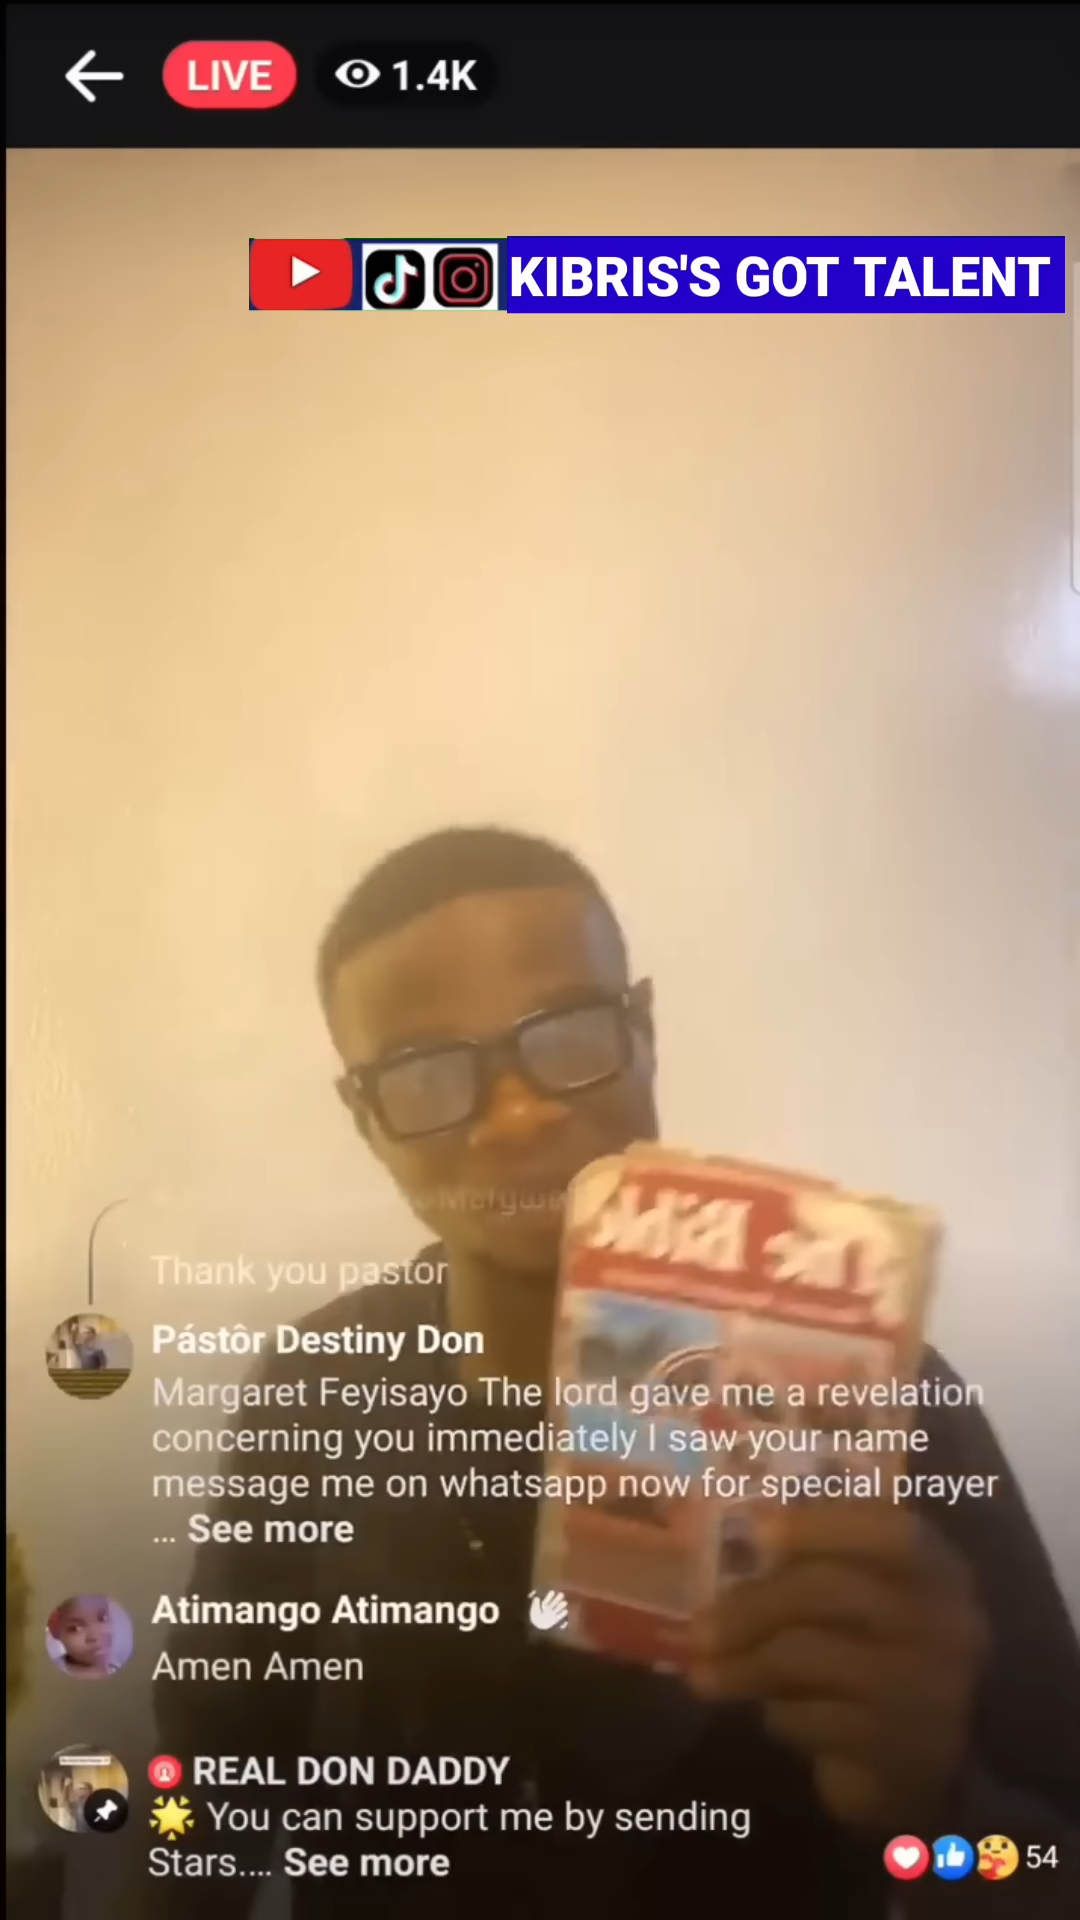 LIVE 1.4K
KIBRIS'S GOT TALENT
The Bible
Thank you pastor
Pástôr Destiny Don
Margaret Feyisayo The lord gave me a revelation
concerning you immediately I saw your name
message me on whatsapp now for special prayer
... See more
Atimango Atimango 👋
Amen Amen
REAL DON DADDY
🌟 You can support me by sending
Stars.... See more
54